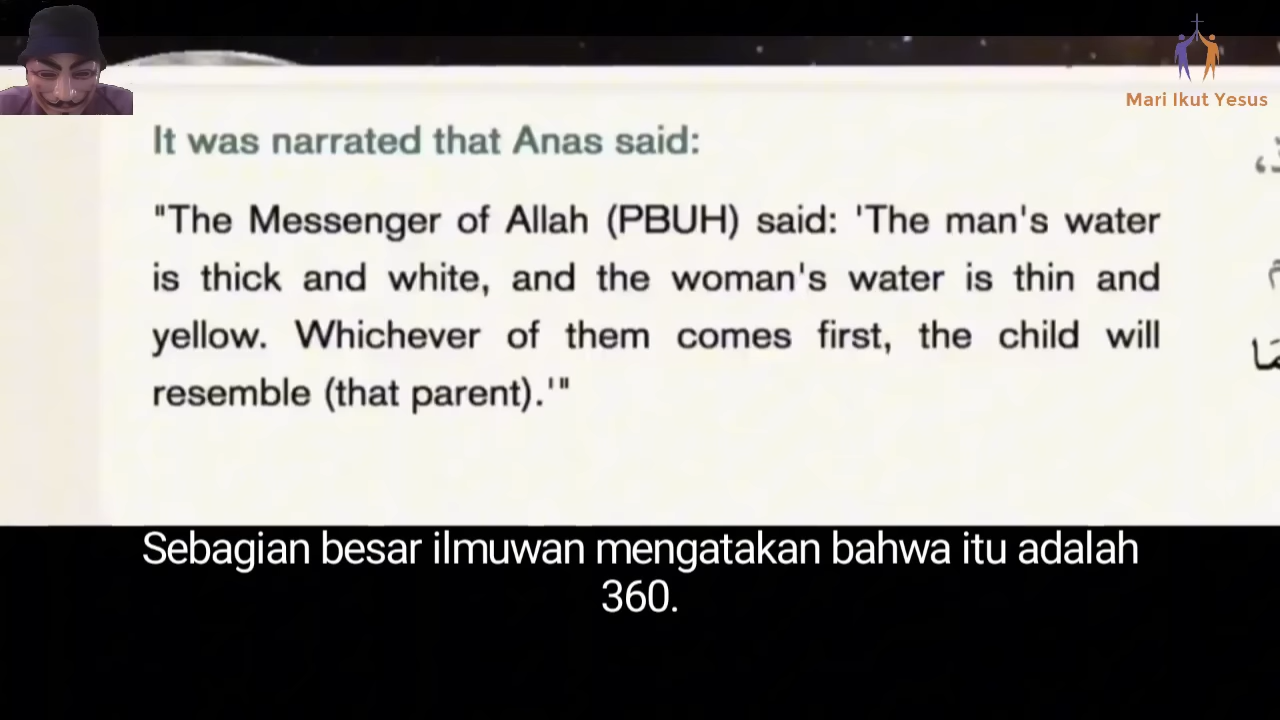 Mari Ikut Yesus
It was narrated that Anas said:
"The Messenger of Allah (PBUH) said: 'The man's water
is thick and white, and the woman's water is thin and
yellow. Whichever of them comes first, the child will
resemble (that parent).'"
Sebagian besar ilmuwan mengatakan bahwa itu adalah
360.